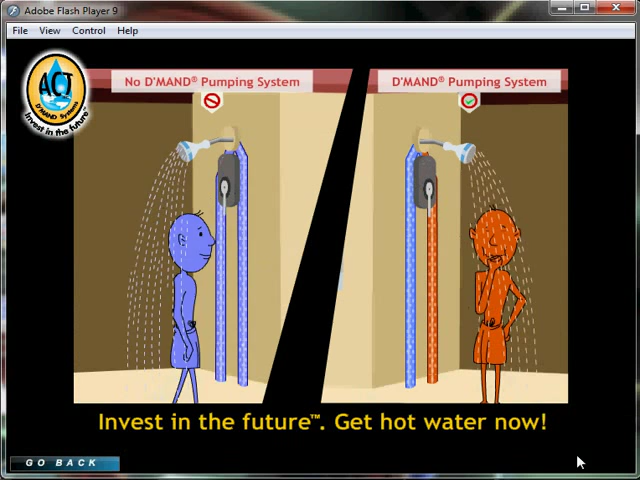 Adobe Flash Player 9
File View Control Help
ACT
D'MAND Systems
Invest in the future™
No D'MAND® Pumping System
D'MAND® Pumping System
Invest in the future™. Get hot water now!
GO BACK